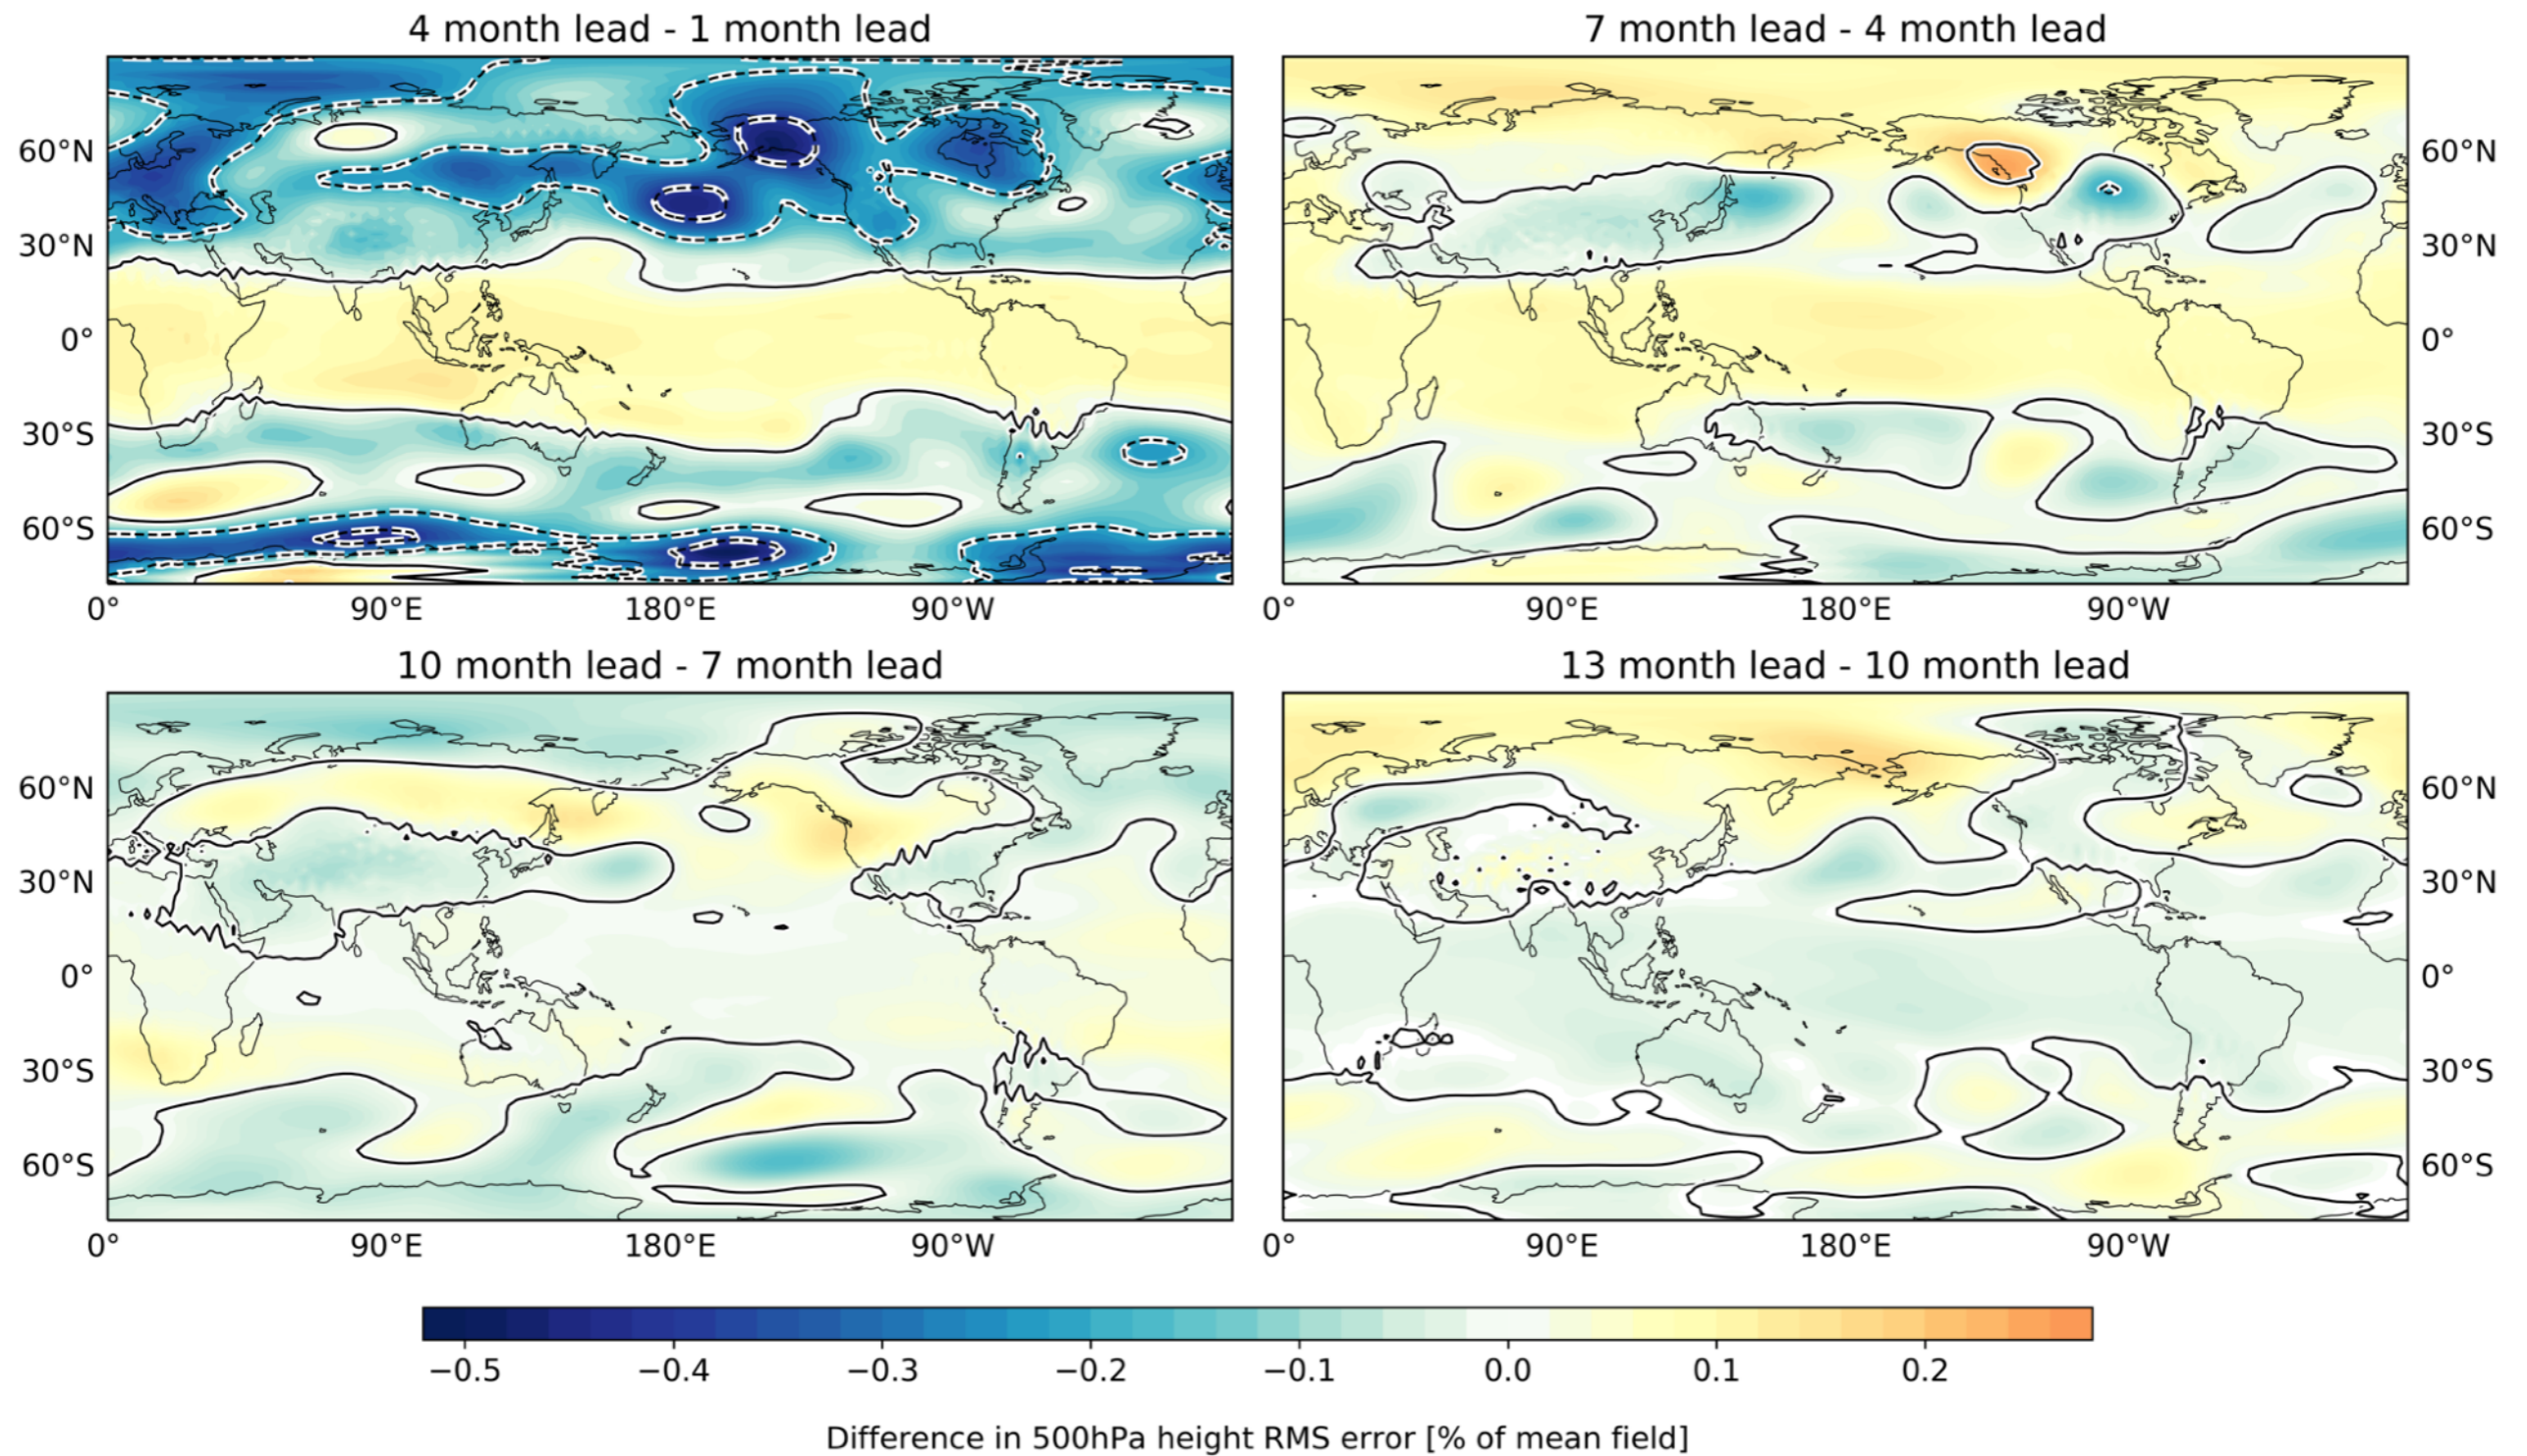 4 month lead - 1 month lead
7 month lead - 4 month lead
60°N
30°N
0°
30°S
60°S
60°N
30°N
0°
30°S
60°S
0°
90°E
180°E
90°W
0°
90°E
180°E
90°W
10 month lead - 7 month lead
13 month lead - 10 month lead
60°N
30°N
0°
30°S
60°S
60°N
30°N
0°
30°S
60°S
0°
90°E
180°E
90°W
0°
90°E
180°E
90°W
−0.5
−0.4
−0.3
−0.2
−0.1
0.0
0.1
0.2
Difference in 500hPa height RMS error [% of mean field]